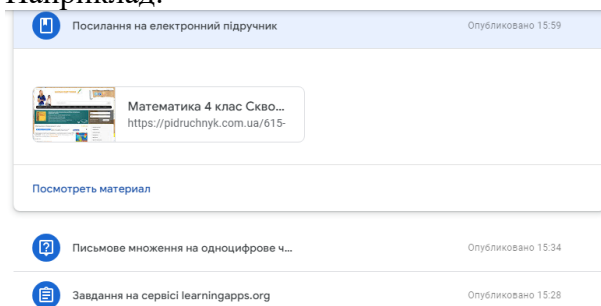 Наприклад:
Посилання на електронний підручник
Опубликовано 15:59
Математика 4 клас Скво...
https://pidruchnyk.com.ua/615-
Посмотреть материал
Письмове множення на одноцифрове ч...
Опубликовано 15:34
Завдання на сервісі learningapps.org
Опубликовано 15:28